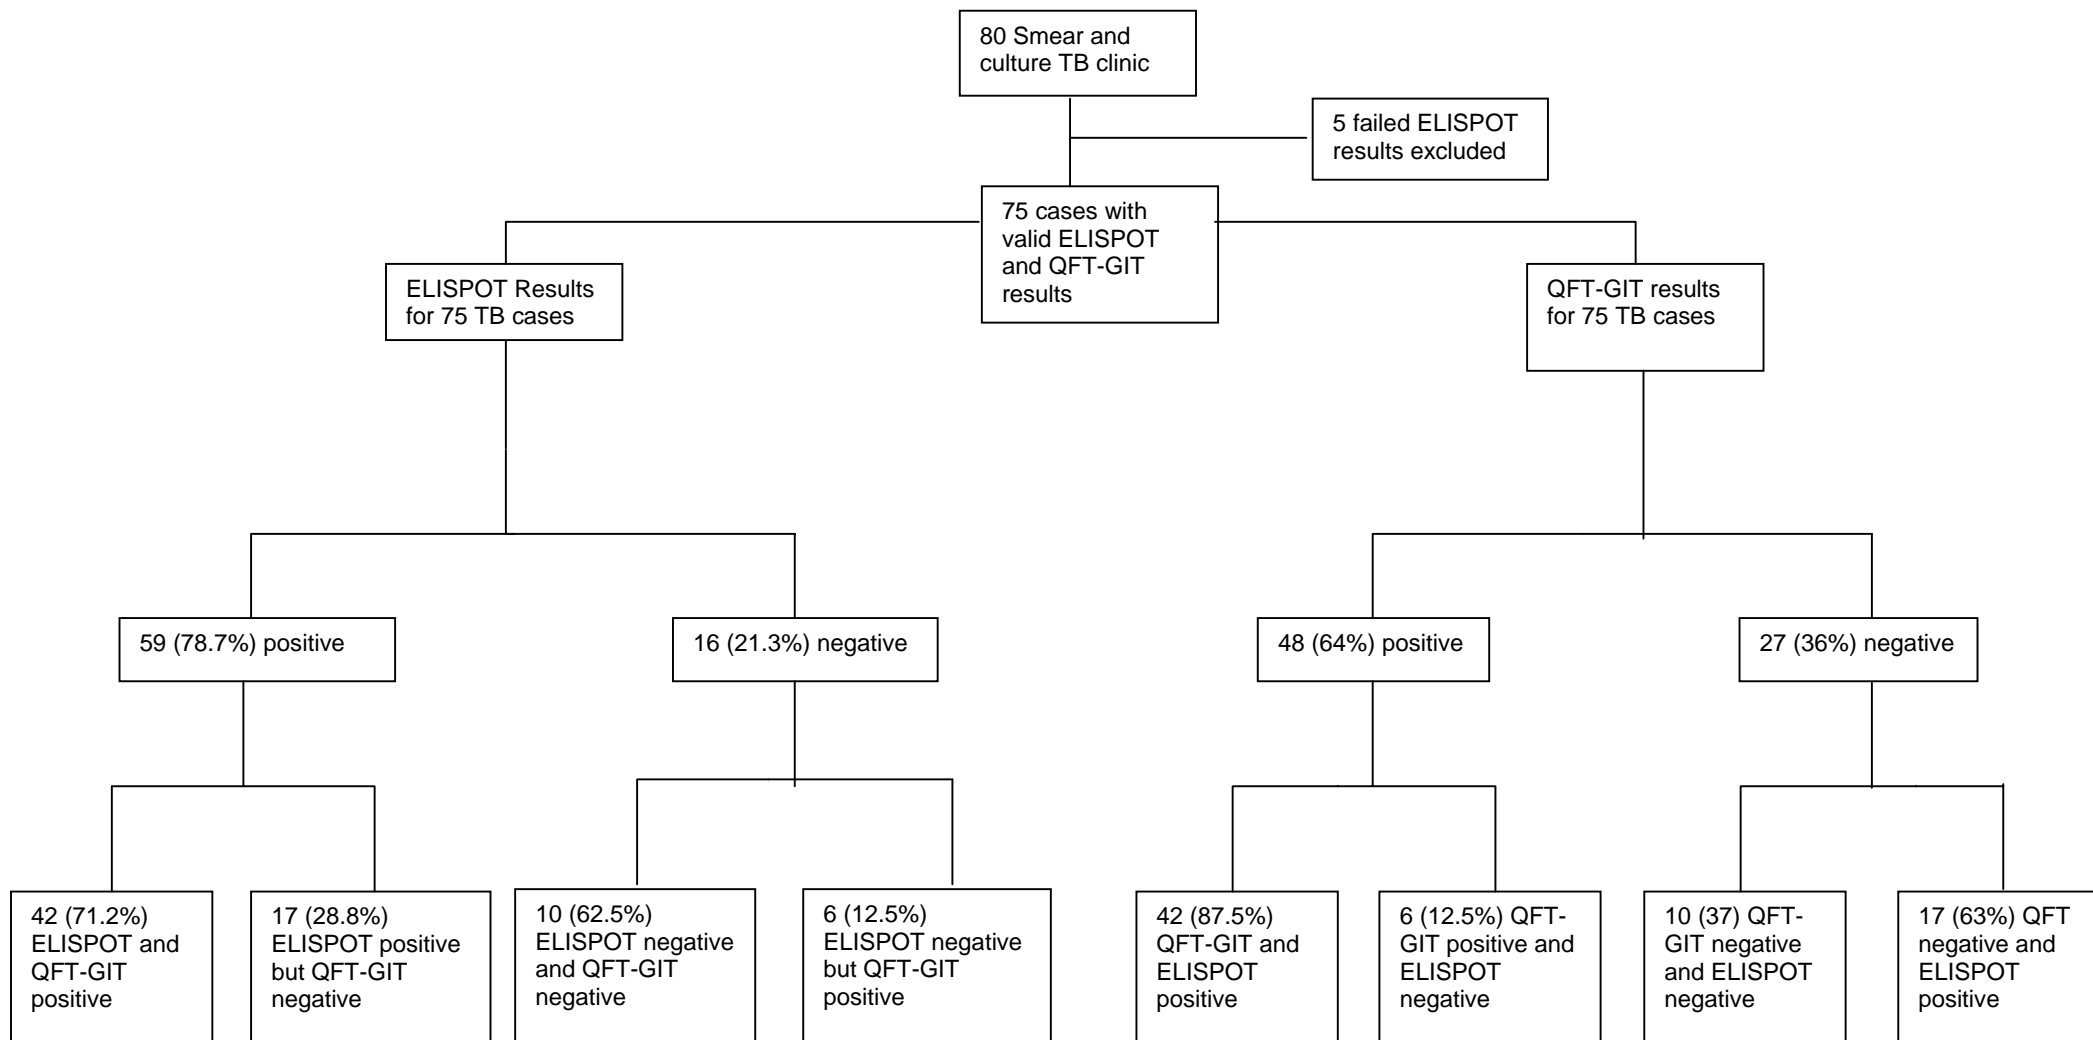 80 Smear and
culture TB clinic
5 failed ELISPOT
results excluded
75 cases with
valid ELISPOT
and QFT-GIT
results
ELISPOT Results
for 75 TB cases
QFT-GIT results
for 75 TB cases
59 (78.7%) positive
16 (21.3%) negative
48 (64%) positive
27 (36%) negative
42 (71.2%)
ELISPOT and
QFT-GIT
positive
17 (28.8%)
ELISPOT positive
but QFT-GIT
negative
10 (62.5%)
ELISPOT negative
and QFT-GIT
negative
6 (12.5%)
ELISPOT negative
but QFT-GIT
positive
42 (87.5%)
QFT-GIT and
ELISPOT
positive
6 (12.5%) QFT-
GIT positive and
ELISPOT
negative
10 (37) QFT-
GIT negative
and ELISPOT
negative
17 (63%) QFT
negative and
ELISPOT
positive